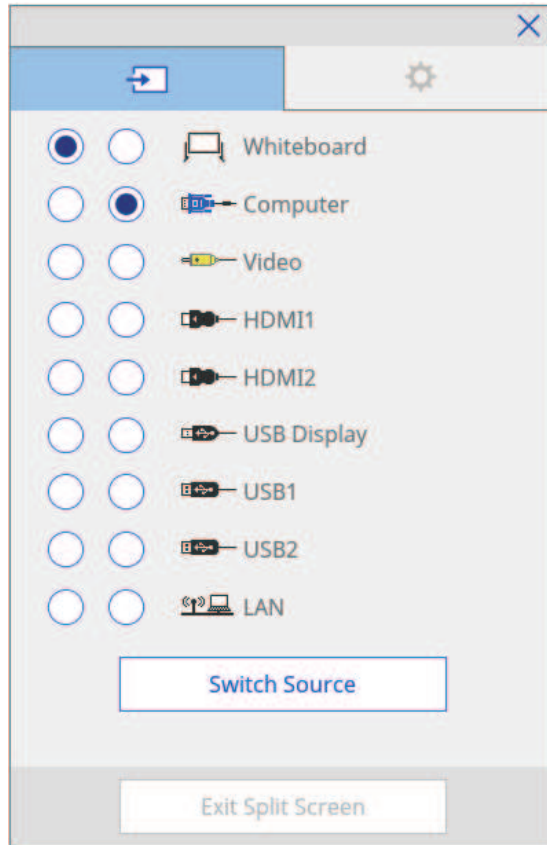 Whiteboard
Computer
Video
HDMI1
HDMI2
USB Display
USB1
USB2
LAN
Switch Source
Exit Split Screen